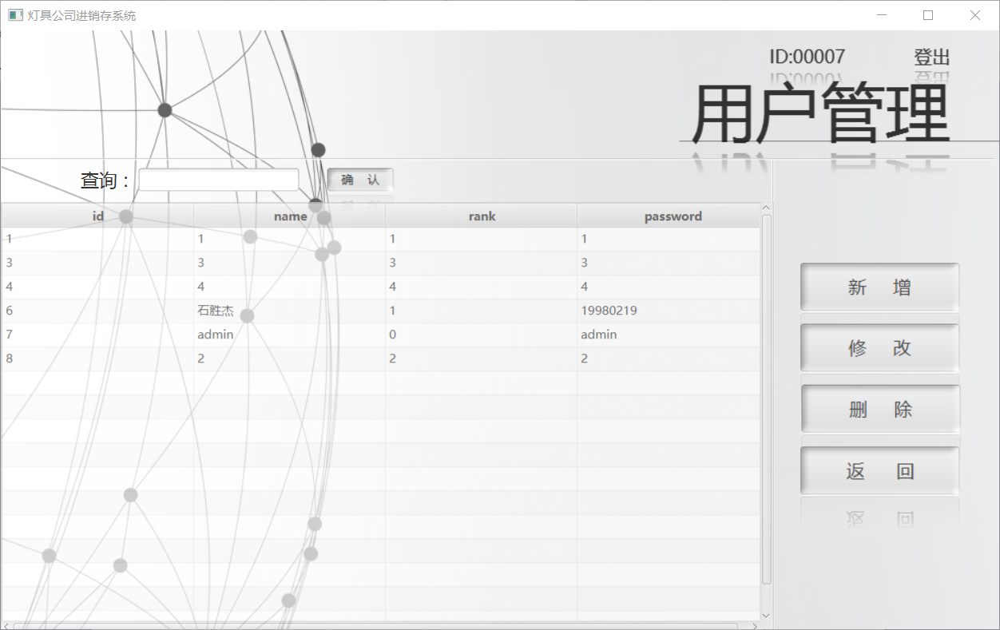 灯具公司进销存系统
ID:00007 登出
用户管理
查询： 确 认
id name rank password
1 1 1 1
3 3 3 3
4 4 4 4
6 石胜杰 1 19980219
7 admin 0 admin
8 2 2 2
新 增
修 改
删 除
返 回